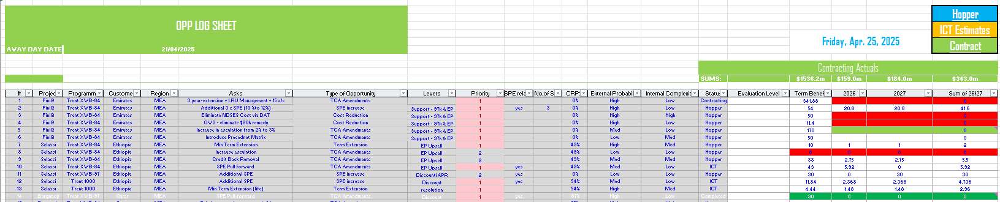 Hopper
OPP LOG SHEET
ICT Estimates
Friday, Apr. 25, 2025
AWAY DAY DATE 21/04/2025
Contract
Contracting Actuals
SUMS: $1536.2m $159.0m $184.0m $343.0m
# Projec Programm Custome Region Asks Type of Opportunity Levers Priority SPE rela No,of S CRP External Probabil Internal Complexit Status Evaluation Level Term Benef 2026 2027 Sum of 26/27
1 FiniQ Trent XWB-84 Emirates MEA 3 year-extension + LRU Management + 15 a/c TCA Amendments 1 0% High Low Contracting 341.88 0
2 FiniQ Trent XWB-84 Emirates MEA Additional 3 x SPE (10 %to 12%) SPE increase Support - 97k & EP 1 yes 3 0% High Low Hopper 54 20.8 20.8 41.6
3 FiniQ Trent XWB-84 Emirates MEA Eliminate NDSES Cost via DAT Cost Reduction Support - 97k & EP 1 0% High High Hopper 50 0
4 FiniQ Trent XWB-84 Emirates MEA OWS - eliminate $20k remedy Cost Reduction Support - 97k & EP 1 0% High Low Hopper 11.4 0
5 FiniQ Trent XWB-84 Emirates MEA Increase in escalation from 2% to 3% TCA Amendments Support - 97k & EP 1 0% Med Low Hopper 170 0
6 FiniQ Trent XWB-84 Emirates MEA Introduce Precednet Matrix TCA Amendments Support - 97k & EP 1 0% Low Med Hopper 50 0
7 Selassi Trent XWB-84 Ethiopia MEA Min Term Extension Term Extension EP Upsell 1 49% High Low Hopper 10 1 1 2
8 Selassi Trent XWB-84 Ethiopia MEA Increase escalation TCA Amendments EP Upsell 2 49% Low Low Hopper 0 0 0 0
9 Selassi Trent XWB-84 Ethiopia MEA Credit Back Removal TCA Amendments EP Upsell 2 49% Med Med Hopper 33 2.75 2.75 5.5
10 Selassi Trent XWB-84 Ethiopia MEA SPE Pull forward TCA Amendments EP Upsell 1 yes 49% Med Low ICT 43 5.92 0 5.92
11 Selassi Trent XWB-97 Ethiopia MEA Additional SPE SPE increase Discount/APR 2 yes 0% Low Low Hopper 30 30 0 30
12 Selassi Trent 1000 Ethiopia MEA Additional SPE SPE increase Discount 1 yes 54% Med Low ICT 11.84 2.368 2.368 4.736
13 Selassi Trent 1000 Ethiopia MEA Min Term Extension (life) Term Extension resolution 1 54% High Med ICT 4.44 1.48 1.48 2.96
14 Burgundy Trent XWB-97 Qatar MEA SPE Pull-forward TCA Amendments Discount 1 yes 87% High Low Completed 90 0 0 0